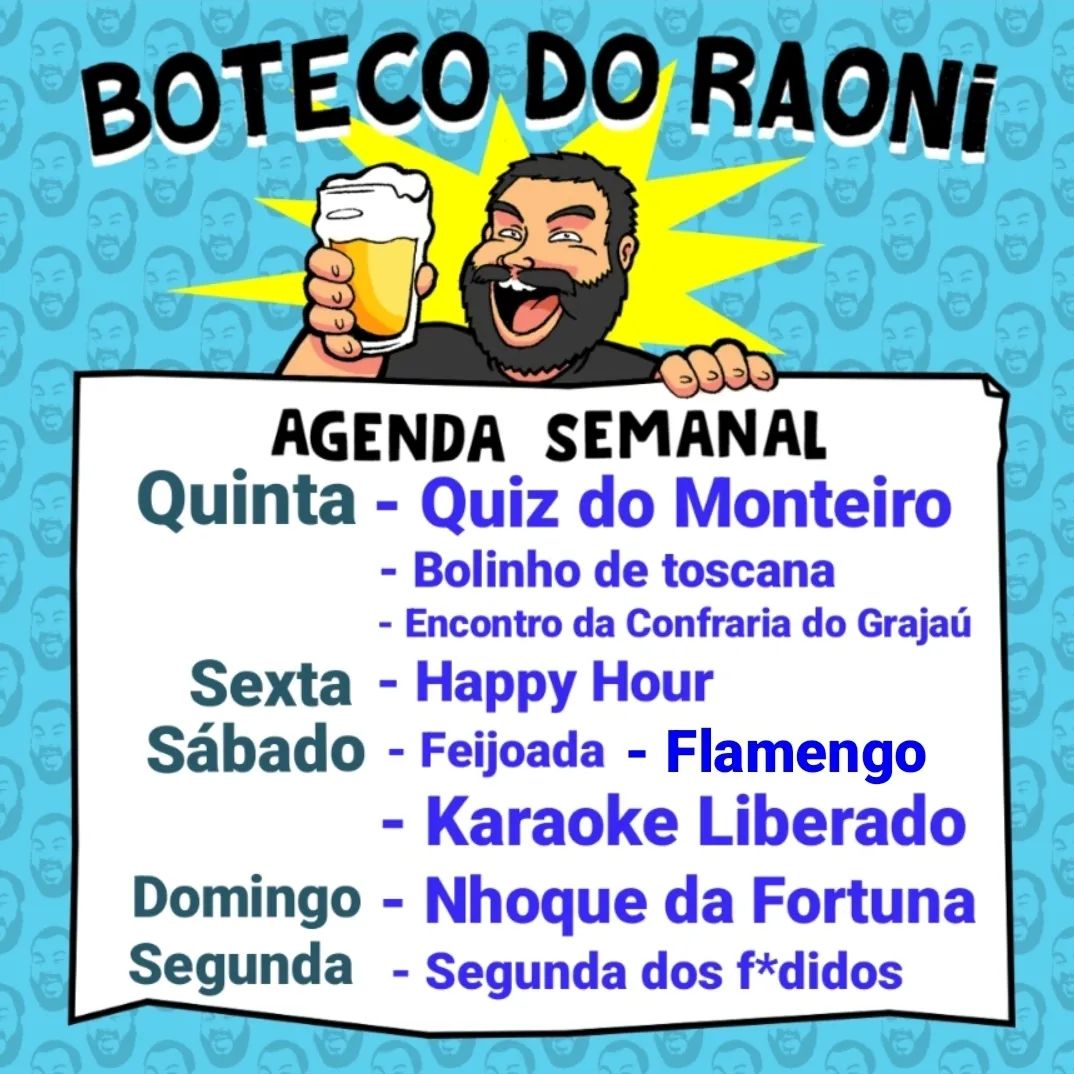 BOTECO DO RAONI
AGENDA SEMANAL
Quinta - Quiz do Monteiro
- Bolinho de toscana
- Encontro da Confraria do Grajaú
Sexta - Happy Hour
Sábado - Feijoada - Flamengo
- Karaoke Liberado
Domingo - Nhoque da Fortuna
Segunda - Segunda dos f*didos